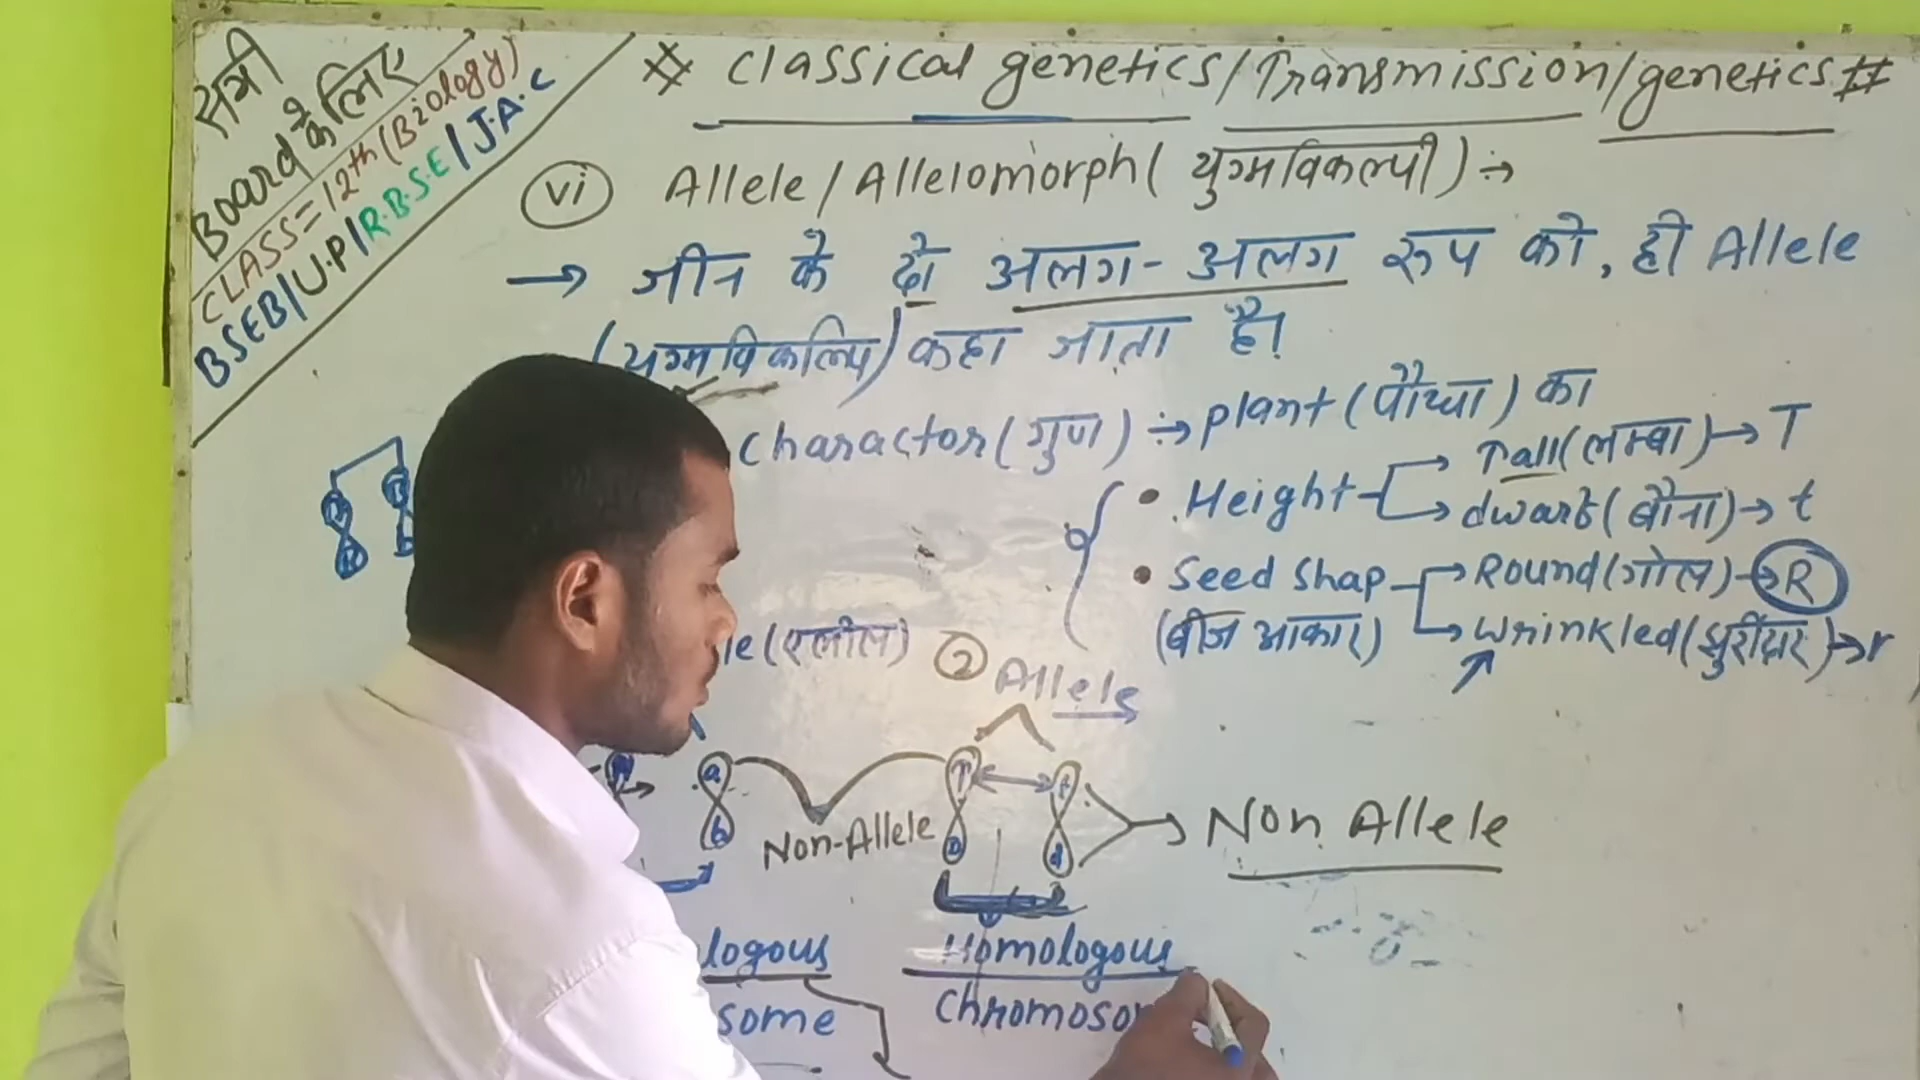 सभी
Board के लिए
CLASS=12th (Biology)
BSEB/U.P/R.B.S.E/J.A.C
# Classical genetics/Transmission/genetics #
(vi) Allele/Allelomorph (युग्मविकल्पी) :→
→ जीन के दो अलग-अलग रूप को, ही Allele
(युग्मविकल्पि) कहा जाता है।
Charactor (गुण) :→ plant (पौधा) का
• Height → Tall (लम्बा) → T
→ dwarf (बौना) → t
• Seed Shap → Round (गोल) → R
(बीज आकार) → Wrinkled (झुर्रीदार) → r
le (एलील) ② Allele
a T t
b D d
Non-Allele
Non Allele
logous Homologous
some Chromoso